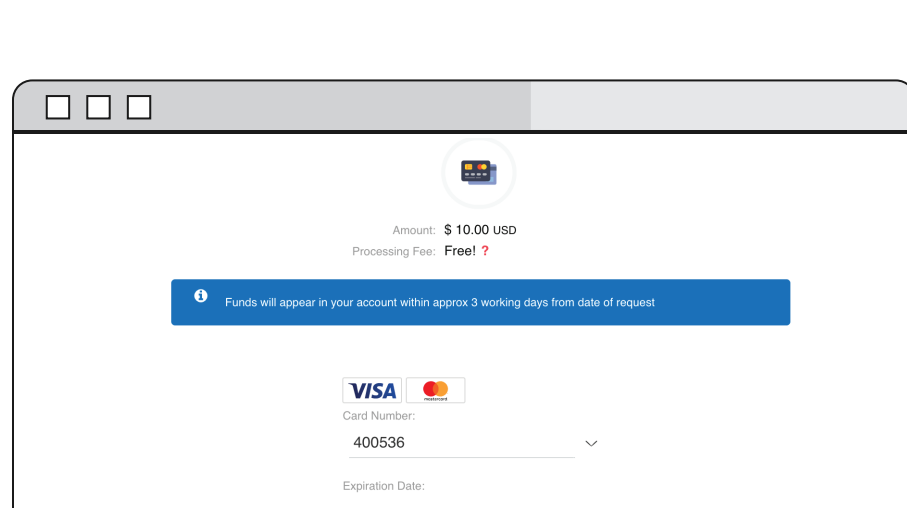 Amount: $ 10.00 USD
Processing Fee: Free! ?
Funds will appear in your account within approx 3 working days from date of request
VISA mastercard
Card Number:
400536
Expiration Date: